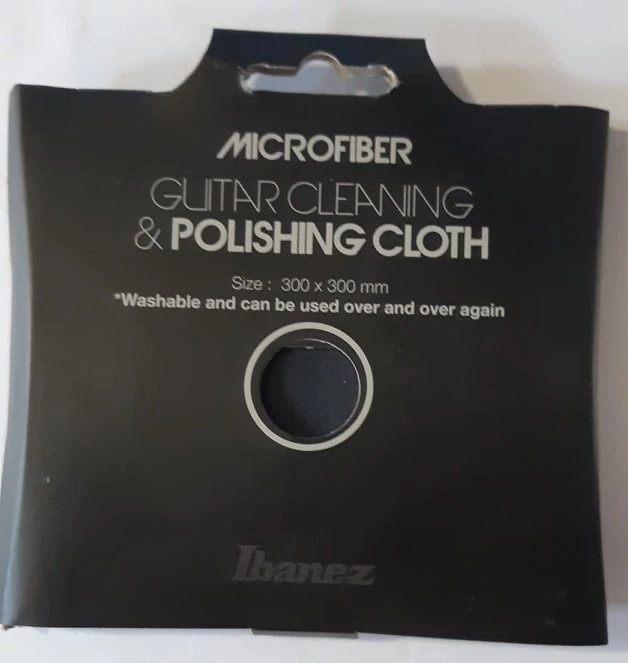 MICROFIBER
GUITAR CLEANING
& POLISHING CLOTH
Size : 300 x 300 mm
*Washable and can be used over and over again
Ibanez